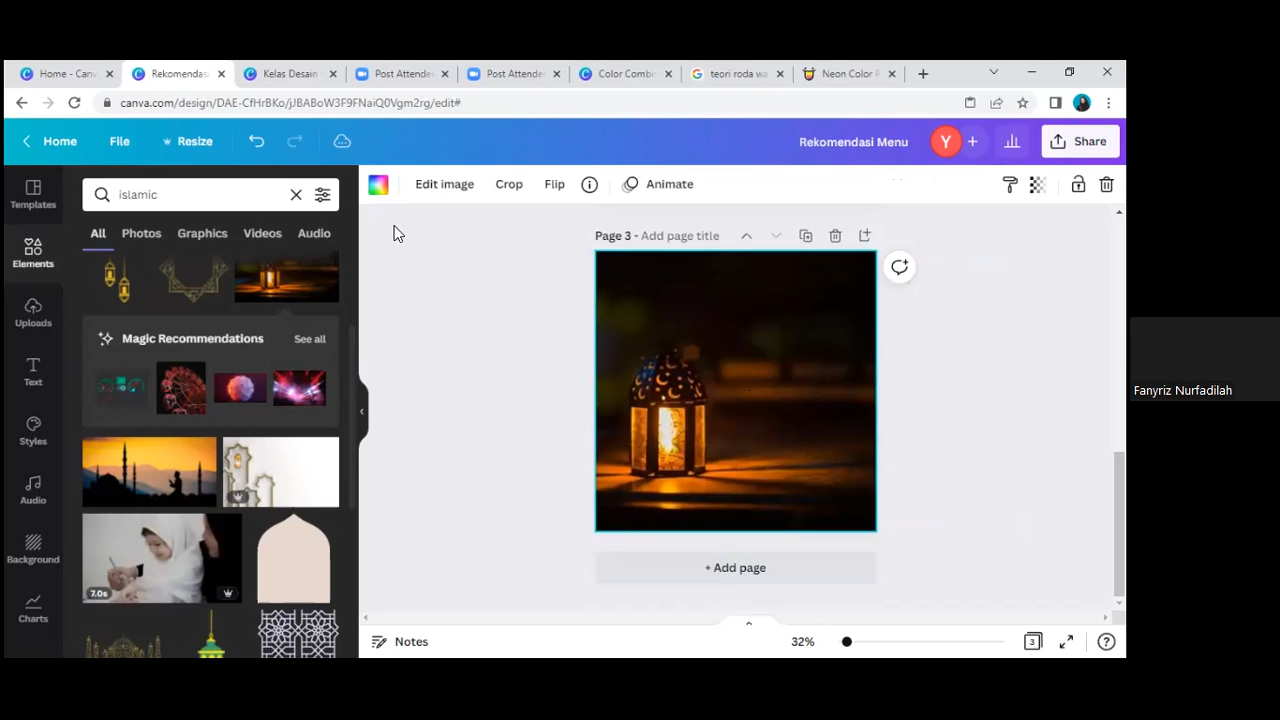 Home - Canv
Rekomendas
Kelas Desain
Post Attende
Post Attende
Color Combi
teori roda wa
Neon Color P
canva.com/design/DAE-CfHrBKo/jJBABoW3F9FNaiQ0Vgm2rg/edit#
Home
File
Resize
Rekomendasi Menu
Y
Share
Templates
Elements
Uploads
Text
Styles
Audio
Background
Charts
islamic
All
Photos
Graphics
Videos
Audio
Magic Recommendations
See all
7.0s
Edit image
Crop
Flip
Animate
Page 3 - Add page title
+ Add page
Notes
32%
3
Fanyriz Nurfadilah